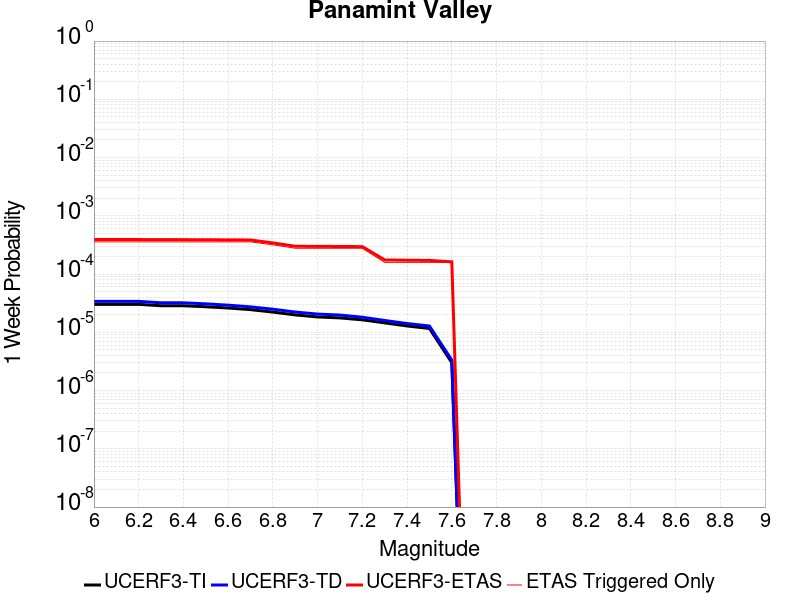 Panamint Valley
1 Week Probability
10^0
10^-1
10^-2
10^-3
10^-4
10^-5
10^-6
10^-7
10^-8
6 6.2 6.4 6.6 6.8 7 7.2 7.4 7.6 7.8 8 8.2 8.4 8.6 8.8 9
Magnitude
UCERF3-TI UCERF3-TD UCERF3-ETAS ETAS Triggered Only